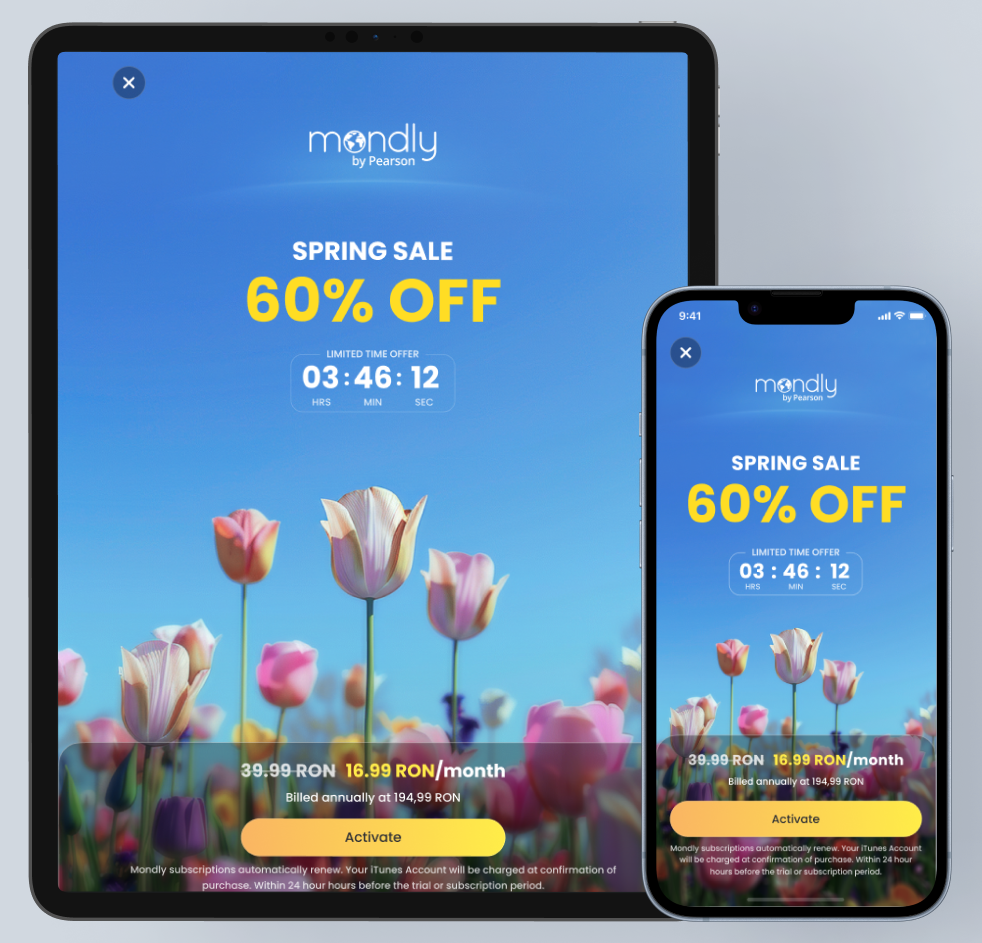 mondly
by Pearson
SPRING SALE
60% OFF
LIMITED TIME OFFER
03 : 46 : 12
HRS MIN SEC
39.99 RON 16.99 RON/month
Billed annually at 194,99 RON
Activate
Mondly subscriptions automatically renew. Your iTunes Account will be charged at confirmation of
purchase. Within 24 hour hours before the trial or subscription period.
9:41
mondly
by Pearson
SPRING SALE
60% OFF
LIMITED TIME OFFER
03 : 46 : 12
HRS MIN SEC
39.99 RON 16.99 RON/month
Billed annually at 194,99 RON
Activate
Mondly subscriptions automatically renew. Your iTunes Account
will be charged at confirmation of purchase. Within 24 hour
hours before the trial or subscription period.